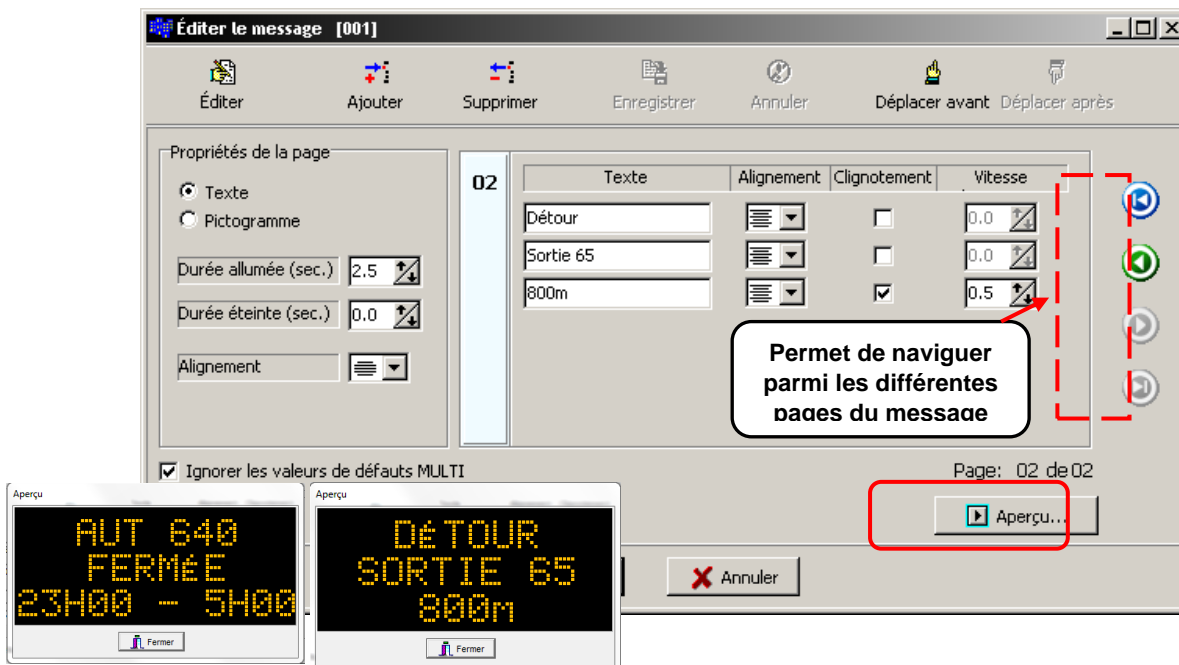 Éditer le message [001]
Éditer Ajouter Supprimer Enregistrer Annuler Déplacer avant Déplacer après
Propriétés de la page
Texte
Pictogramme
Durée allumée (sec.) 2.5
Durée éteinte (sec.) 0.0
Alignement
02
Texte Alignement Clignotement Vitesse
Détour 0.0
Sortie 65 0.0
800m 0.5
Permet de naviguer
parmi les différentes
pages du message
Ignorer les valeurs de défauts MULTI
Page: 02 de 02
Aperçu...
Annuler
Aperçu
AUT 640
FERMÉE
23H00 - 5H00
Fermer
Aperçu
DéTOUR
SORTIE 65
800m
Fermer